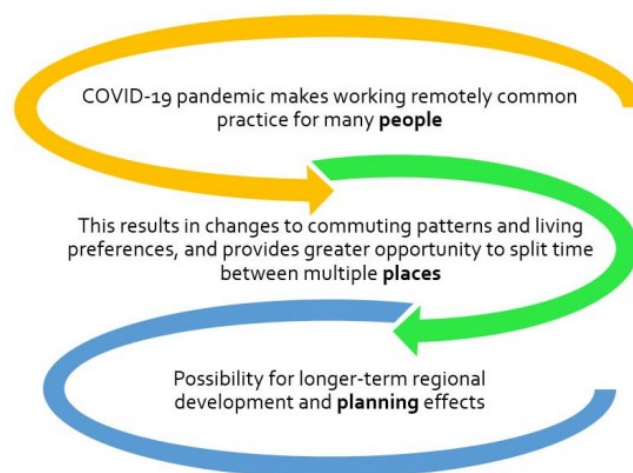 COVID-19 pandemic makes working remotely common
practice for many people
This results in changes to commuting patterns and living
preferences, and provides greater opportunity to split time
between multiple places
Possibility for longer-term regional
development and planning effects